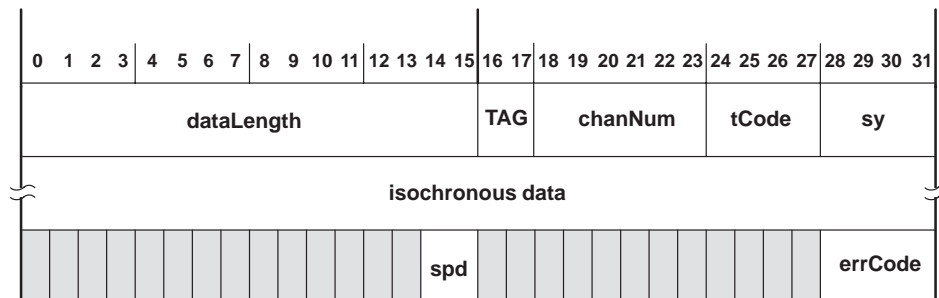 0 1 2 3 4 5 6 7 8 9 10 11 12 13 14 15 16 17 18 19 20 21 22 23 24 25 26 27 28 29 30 31
dataLength TAG chanNum tCode sy
isochronous data
spd errCode